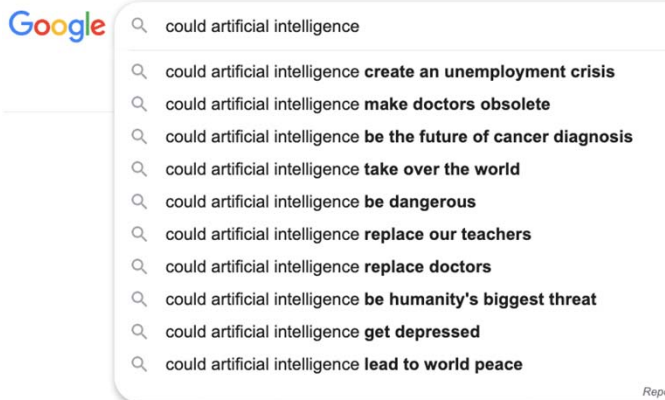 Google
could artificial intelligence
could artificial intelligence create an unemployment crisis
could artificial intelligence make doctors obsolete
could artificial intelligence be the future of cancer diagnosis
could artificial intelligence take over the world
could artificial intelligence be dangerous
could artificial intelligence replace our teachers
could artificial intelligence replace doctors
could artificial intelligence be humanity's biggest threat
could artificial intelligence get depressed
could artificial intelligence lead to world peace
Repo